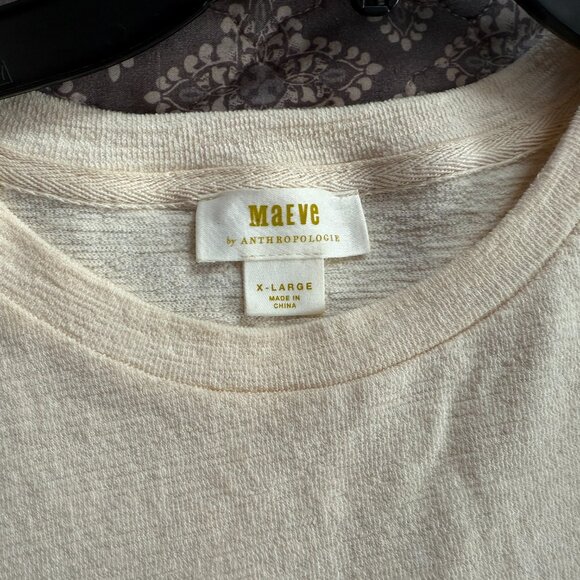 MaEVe
by ANTHROPOLOGIE
X-LARGE
MADE IN
CHINA